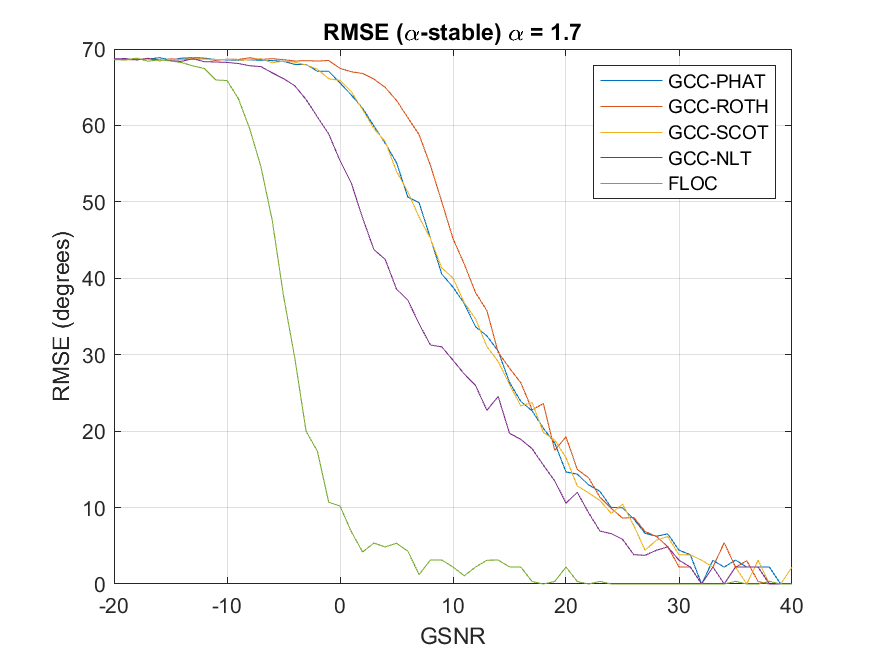 RMSE (α-stable) α = 1.7
70
60
50
40
30
20
10
0
RMSE (degrees)
GCC-PHAT
GCC-ROTH
GCC-SCOT
GCC-NLT
FLOC
-20
-10
0
10
20
30
40
GSNR